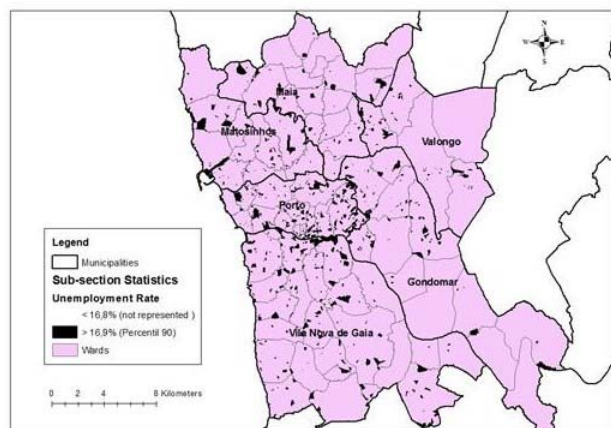 N
W E
S
Maia
Matosinhos
Valongo
Porto
Gondomar
Vila Nova de Gaia
Legend
Municipalities
Sub-section Statistics
Unemployment Rate
< 16,8% (not represented )
> 16,9% (Percentil 90)
Wards
0 2 4 8 Kilometers